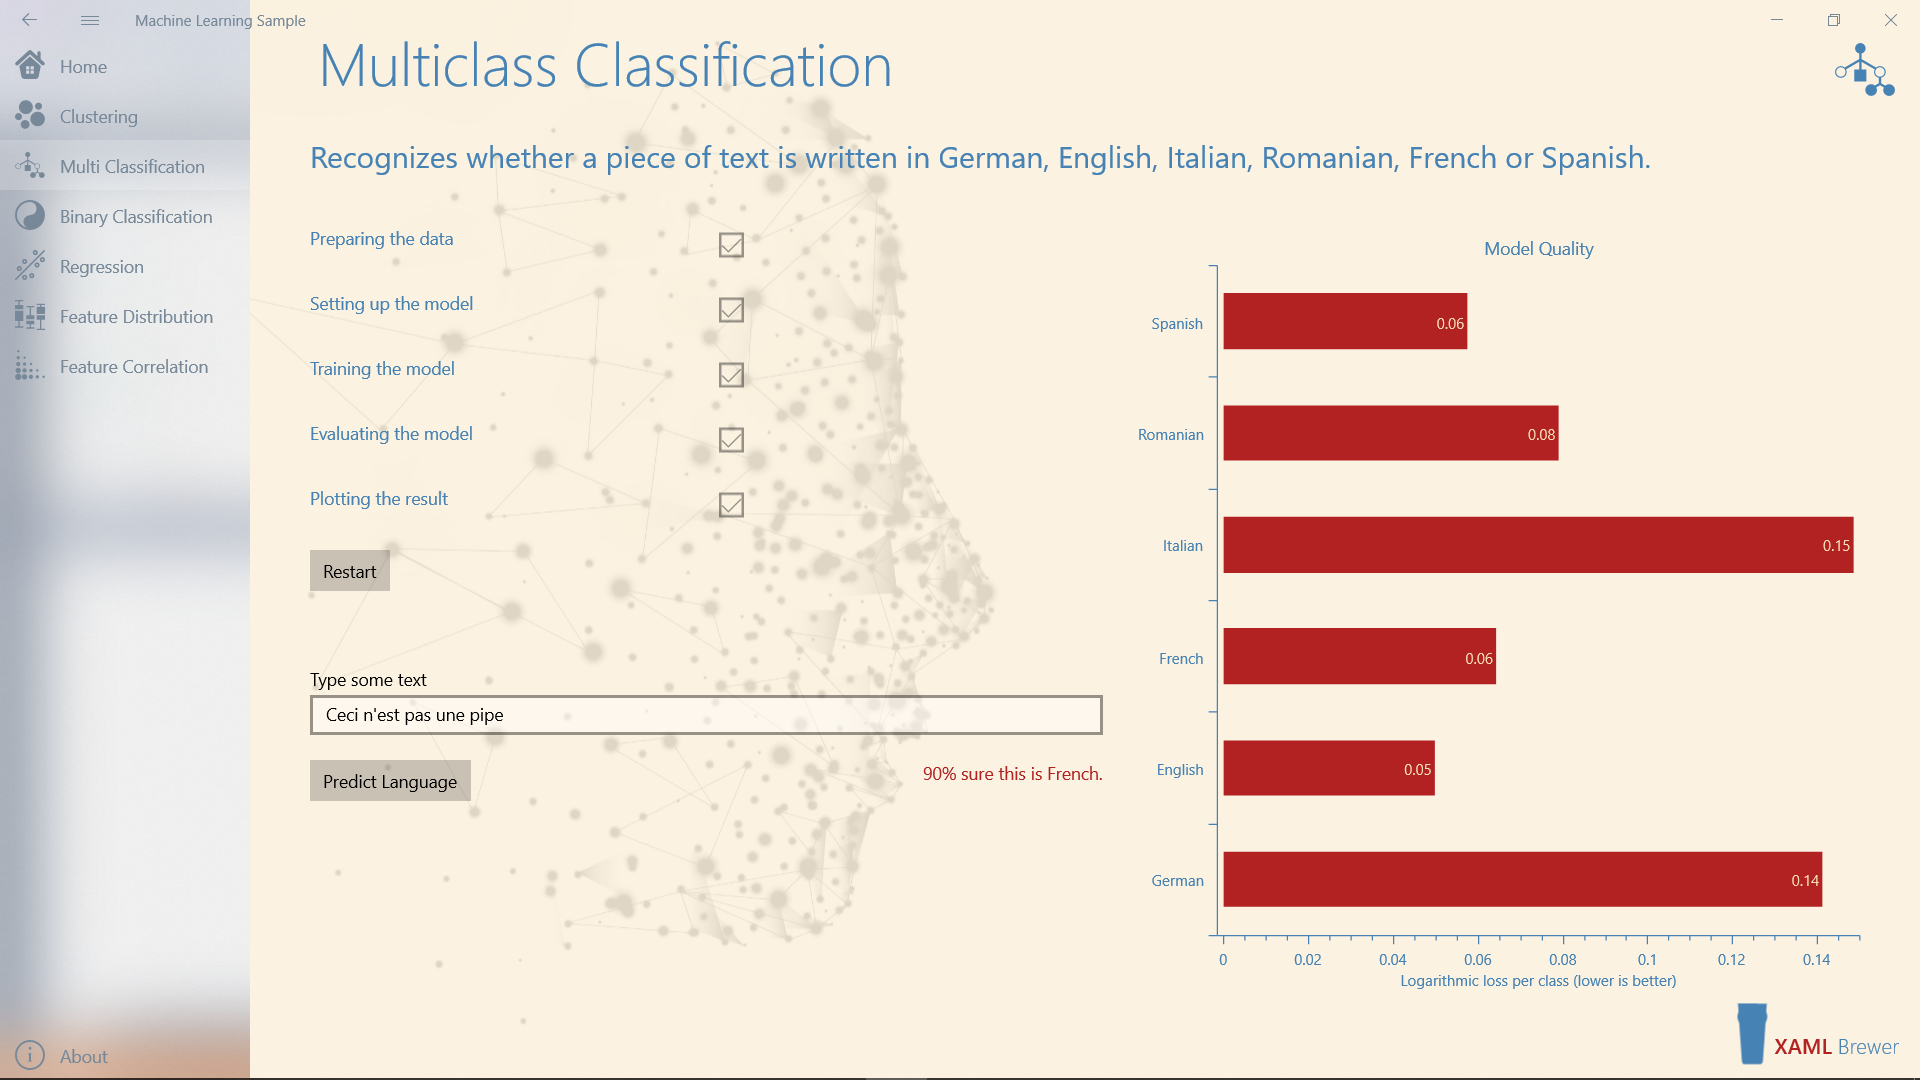 Machine Learning Sample
Home
Clustering
Multi Classification
Binary Classification
Regression
Feature Distribution
Feature Correlation
About
Multiclass Classification
Recognizes whether a piece of text is written in German, English, Italian, Romanian, French or Spanish.
Preparing the data
Setting up the model
Training the model
Evaluating the model
Plotting the result
Restart
Type some text
Ceci n'est pas une pipe
Predict Language
90% sure this is French.
Model Quality
Spanish 0.06
Romanian 0.08
Italian 0.15
French 0.06
English 0.05
German 0.14
0 0.02 0.04 0.06 0.08 0.1 0.12 0.14
Logarithmic loss per class (lower is better)
XAML Brewer